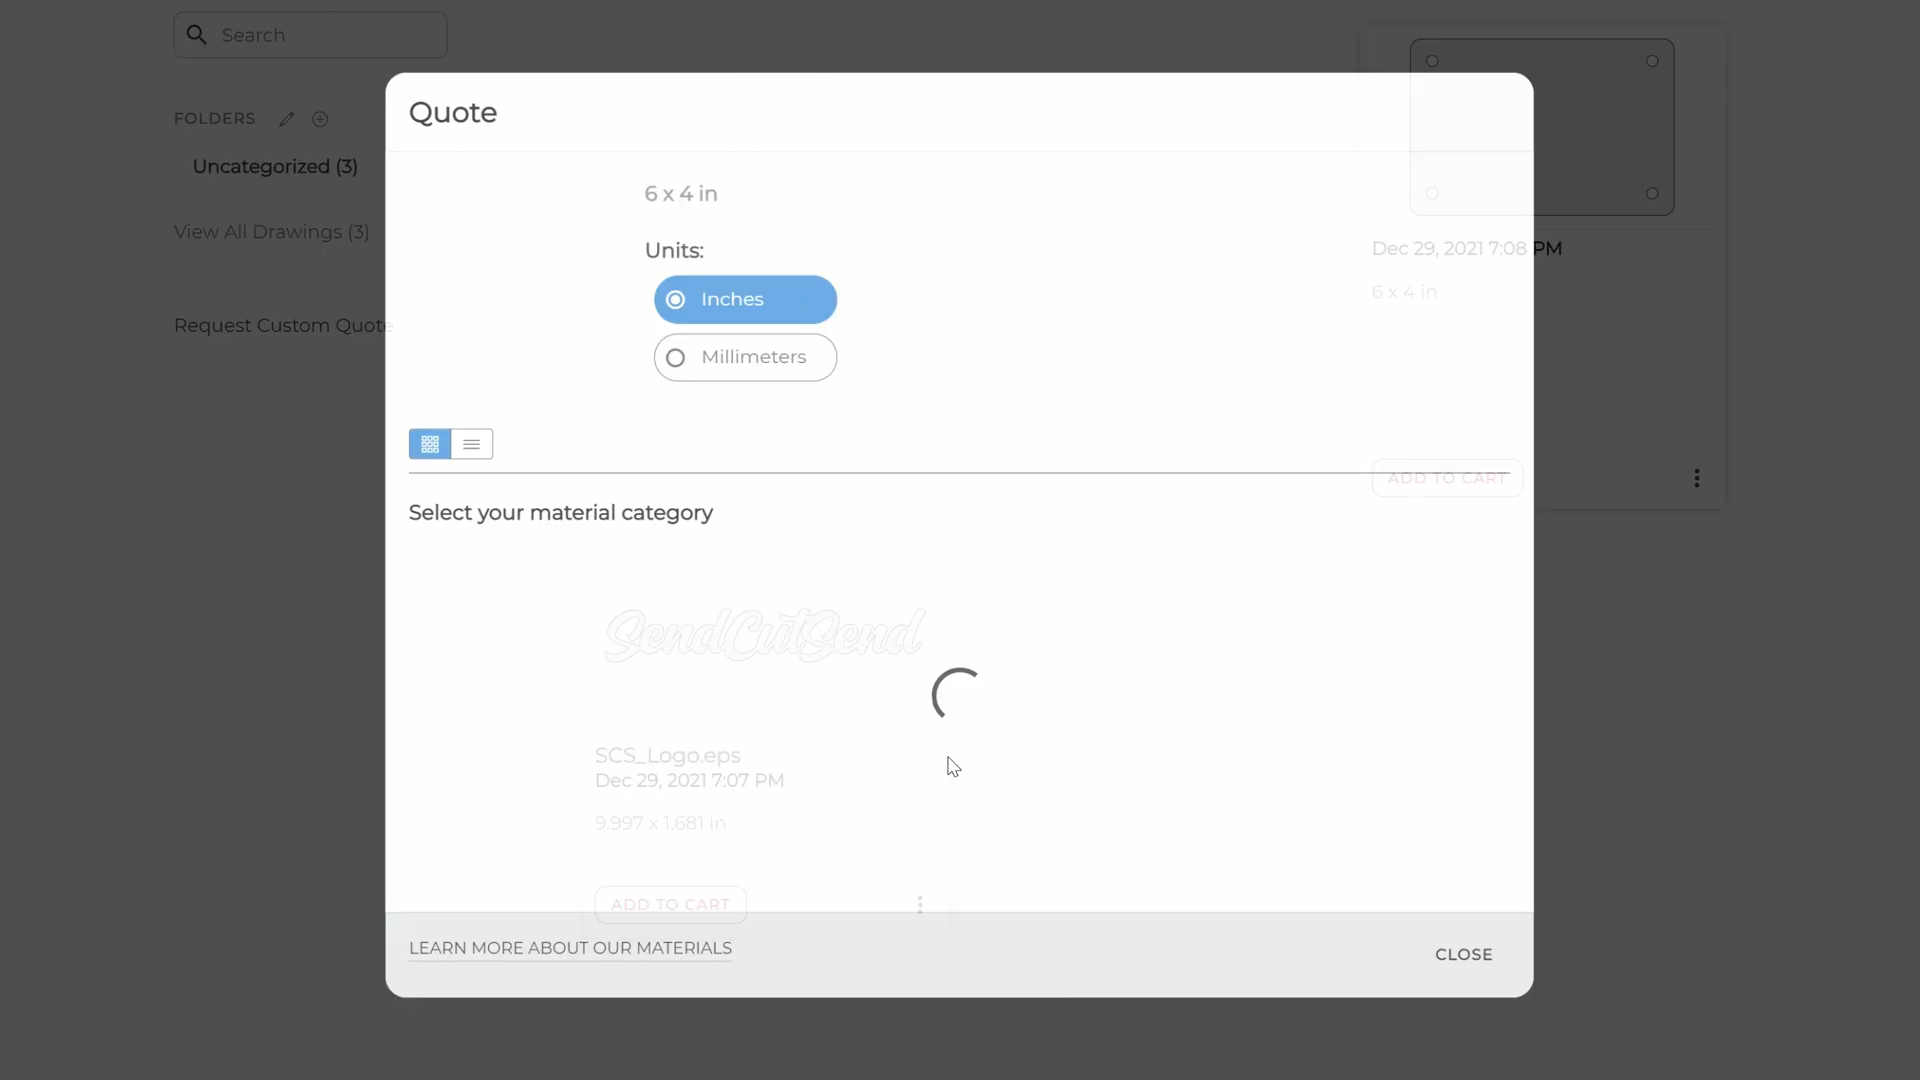 Search
FOLDERS
Uncategorized (3)
View All Drawings (3)
Request Custom Quote
Quote
6 x 4 in
Units:
Inches
Millimeters
Select your material category
SendCutSend
SCS_Logo.eps
Dec 29, 2021 7:07 PM
9.997 x 1.681 in
ADD TO CART
LEARN MORE ABOUT OUR MATERIALS
CLOSE
Dec 29, 2021 7:08 PM
6 x 4 in
ADD TO CART